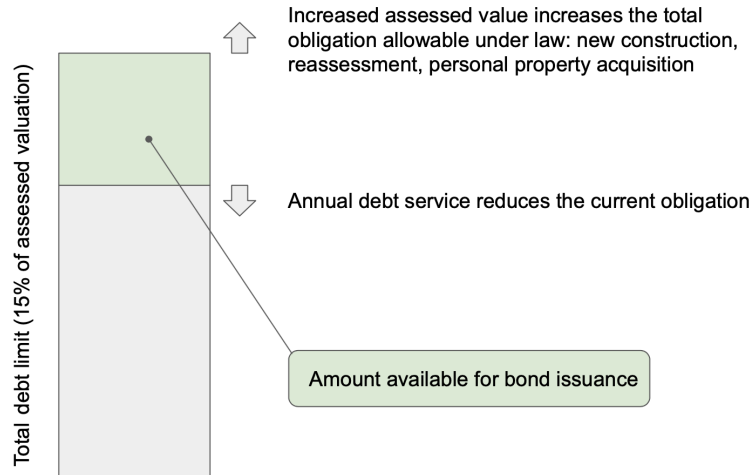 Increased assessed value increases the total
obligation allowable under law: new construction,
reassessment, personal property acquisition
Total debt limit (15% of assessed valuation)
Annual debt service reduces the current obligation
Amount available for bond issuance